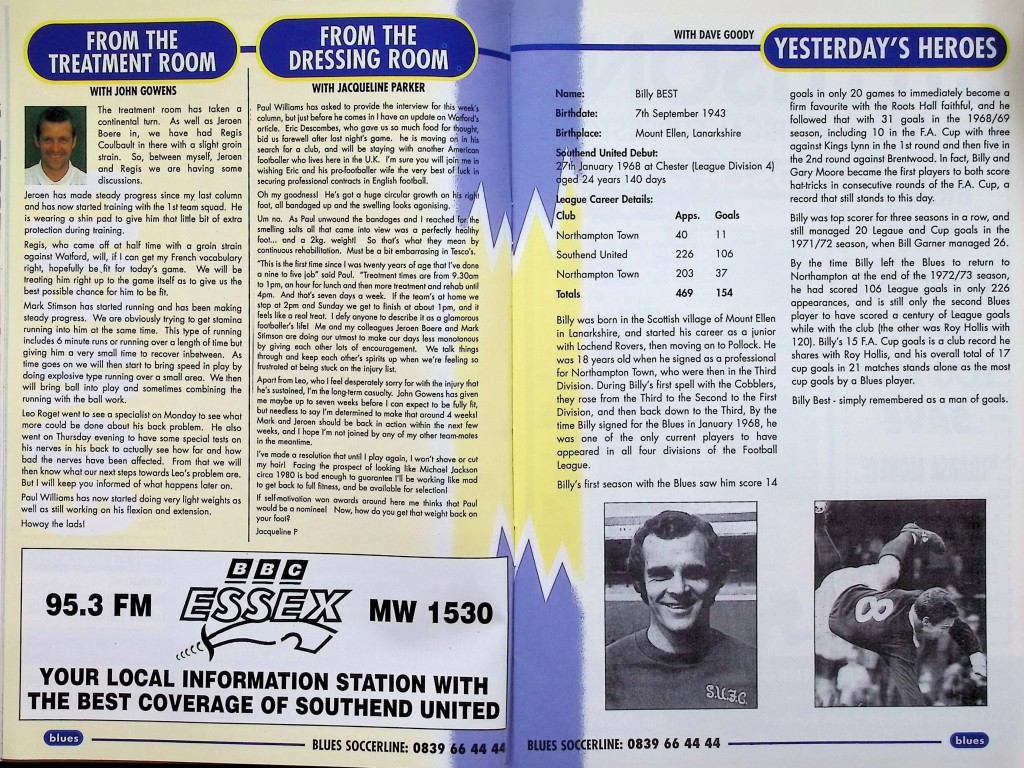 FROM THE
TREATMENT ROOM
WITH JOHN GOWENS
The treatment room has taken a
continental turn. As well as Jeroen
Boere in, we have had Regis
Coulbault in there with a slight groin
strain. So, between myself, Jeroen
and Regis we are having some
discussions.
Jeroen has made steady progress since my last column
and has now started training with the 1st team squad. He
is wearing a shin pad to give him that little bit of extra
protection during training.
Regis, who came off at half time with a groin strain
against Watford, will, if I can get my French vocabulary
right, hopefully be fit for today's game. We will be
treating him right up to the game itself as to give us the
best possible chance for him to be fit.
Mark Stimson has started running and has been making
steady progress. We are obviously trying to get stamina
running into him at the same time. This type of running
includes 6 minute runs or running over a length of time but
giving him a very small time to recover inbetween. As
time goes on we will then start to bring speed in play by
doing explosive type running over a small area. We then
will bring ball into play and sometimes combining the
running with the ball work.
Leo Roget went to see a specialist on Monday to see what
more could be done about his back problem. He also
went on Thursday evening to have some special tests on
his nerves in his back to actually see how far and how
bad the nerves have been affected. From that we will
then know what our next steps towards Leo's problem are.
But I will keep you informed of what happens later on.
Paul Williams has now started doing very light weights as
well as still working on his flexion and extension.
Howay the lads!
FROM THE
DRESSING ROOM
WITH JACQUELINE PARKER
Paul Williams has asked to provide the interview for this week's
column, but just before he comes in I have an update on Watford's
article. Eric Descombes, who gave us so much food for thought,
bid us farewell after last night's game. he is moving on in his
search for a club, and will be staying with another American
footballer who lives here in the U.K. I'm sure you will join me in
wishing Eric and his pro-footballer wife the very best of luck in
securing professional contracts in English football.
Oh my goodness! He's got a huge circular growth on his right
foot, all bandaged up and the swelling looks agonising.
Um no. As Paul unwound the bandages and I reached for the
smelling salts all that came into view was a perfectly healthy
foot... and a 2kg. weight! So that's what they mean by
continuous rehabilitation. Must be a bit embarrassing in Tesco's.
"This is the first time since I was twenty years of age that I've done
a nine to five job" said Paul. "Treatment times are from 9.30am
to 1pm, an hour for lunch and then more treatment and rehab until
4pm. And that's seven days a week. If the team's at home we
stop at 2pm and Sunday we get to finish at about 1pm, and it
feels like a real treat. I defy anyone to describe it as a glamorous
footballer's life! Me and my colleagues Jeroen Boere and Mark
Stimson are doing our utmost to make our days less monotonous
by giving each other lots of encouragement. We talk things
through and keep each other's spirits up when we're feeling so
frustrated at being stuck on the injury list.
Apart from Leo, who I feel desperately sorry for with the injury that
he's sustained, I'm the long-term casualty. John Gowens has given
me maybe up to seven weeks before I can expect to be fully fit,
but needless to say I'm determined to make that around 4 weeks!
Mark and Jeroen should be back in action within the next few
weeks, and I hope I'm not joined by any of my other team-mates
in the meantime.
I've made a resolution that until I play again, I won't shave or cut
my hair! Facing the prospect of looking like Michael Jackson
circa 1980 is bad enough to guarantee I'll be working like mad
to get back to full fitness, and be available for selection!
If self-motivation won awards around here me thinks that Paul
would be a nominee! Now, how do you get that weight back on
your foot?
Jacqueline P
BBC
95.3 FM
ESSEX
MW 1530
YOUR LOCAL INFORMATION STATION WITH
THE BEST COVERAGE OF SOUTHEND UNITED
blues
BLUES SOCCERLINE: 0839 66 44 44
WITH DAVE GOODY
YESTERDAY'S HEROES
Name: Billy BEST
Birthdate: 7th September 1943
Birthplace: Mount Ellen, Lanarkshire
Southend United Debut:
27th January 1968 at Chester (League Division 4)
aged 24 years 140 days
League Career Details:
Club Apps. Goals
Northampton Town 40 11
Southend United 226 106
Northampton Town 203 37
Totals 469 154
Billy was born in the Scottish village of Mount Ellen
in Lanarkshire, and started his career as a junior
with Lochend Rovers, then moving on to Pollock. He
was 18 years old when he signed as a professional
for Northampton Town, who were then in the Third
Division. During Billy's first spell with the Cobblers,
they rose from the Third to the Second to the First
Division, and then back down to the Third, By the
time Billy signed for the Blues in January 1968, he
was one of the only current players to have
appeared in all four divisions of the Football
League.
Billy's first season with the Blues saw him score 14
goals in only 20 games to immediately become a
firm favourite with the Roots Hall faithful, and he
followed that with 31 goals in the 1968/69
season, including 10 in the F.A. Cup with three
against Kings Lynn in the 1st round and then five in
the 2nd round against Brentwood. In fact, Billy and
Gary Moore became the first players to both score
hat-tricks in consecutive rounds of the F.A. Cup, a
record that still stands to this day.
Billy was top scorer for three seasons in a row, and
still managed 20 Leagve and Cup goals in the
1971/72 season, when Bill Garner managed 26.
By the time Billy left the Blues to return to
Northampton at the end of the 1972/73 season,
he had scored 106 League goals in only 226
appearances, and is still only the second Blues
player to have scored a century of League goals
while with the club (the other was Roy Hollis with
120). Billy's 15 F.A. Cup goals is a club record he
shares with Roy Hollis, and his overall total of 17
cup goals in 21 matches stands alone as the most
cup goals by a Blues player.
Billy Best - simply remembered as a man of goals.
S.U.F.C.
8
BLUES SOCCERLINE: 0839 66 44 44
blues